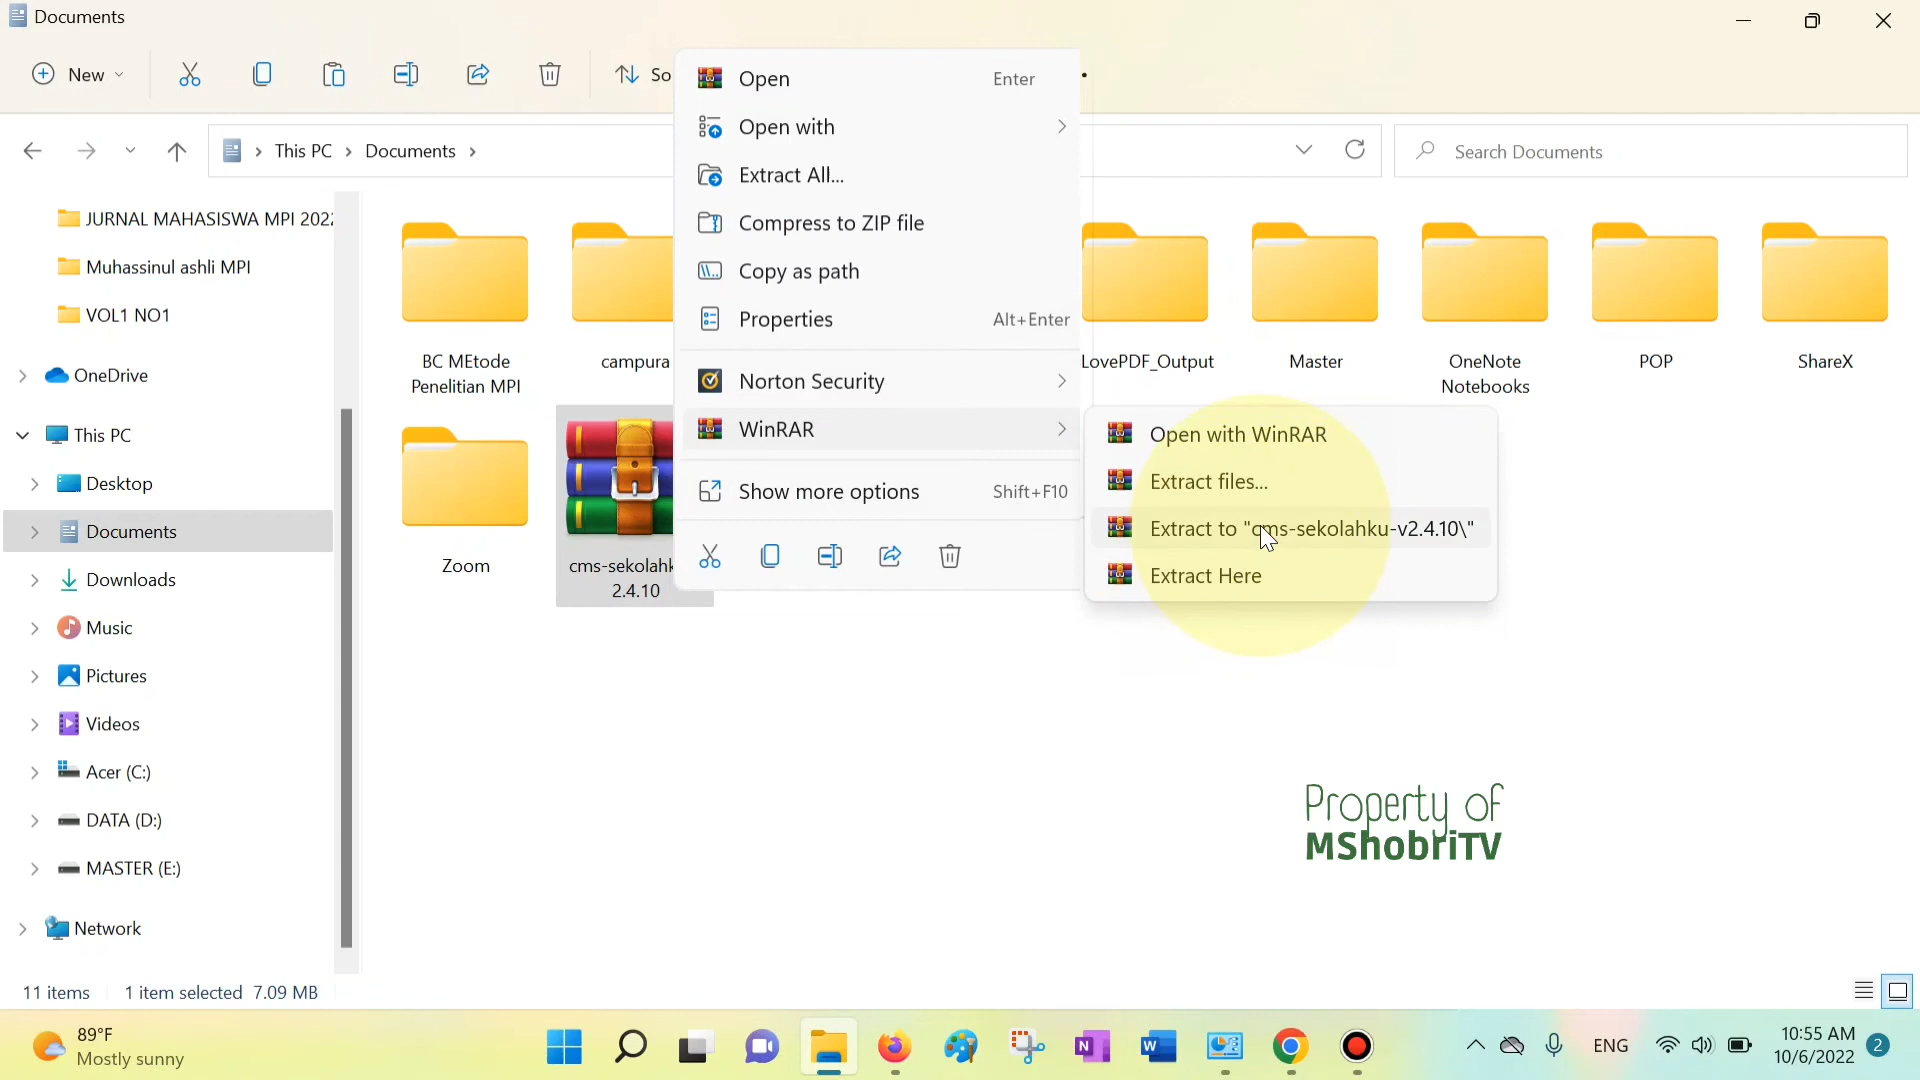 Documents
New
So
Open Enter
Open with
Extract All...
Compress to ZIP file
Copy as path
Properties Alt+Enter
Norton Security
WinRAR
Show more options Shift+F10
Open with WinRAR
Extract files...
Extract to "cms-sekolahku-v2.4.10\"
Extract Here
This PC Documents
Search Documents
JURNAL MAHASISWA MPI 2022
Muhassinul ashli MPI
VOL1 NO1
OneDrive
This PC
Desktop
Documents
Downloads
Music
Pictures
Videos
Acer (C:)
DATA (D:)
MASTER (E:)
Network
BC MEtode
Penelitian MPI
campura
LovePDF_Output
Master
OneNote
Notebooks
POP
ShareX
Zoom
cms-sekolahk
2.4.10
Property of
MShobriTV
11 items 1 item selected 7.09 MB
89°F
Mostly sunny
ENG
10:55 AM
10/6/2022
2